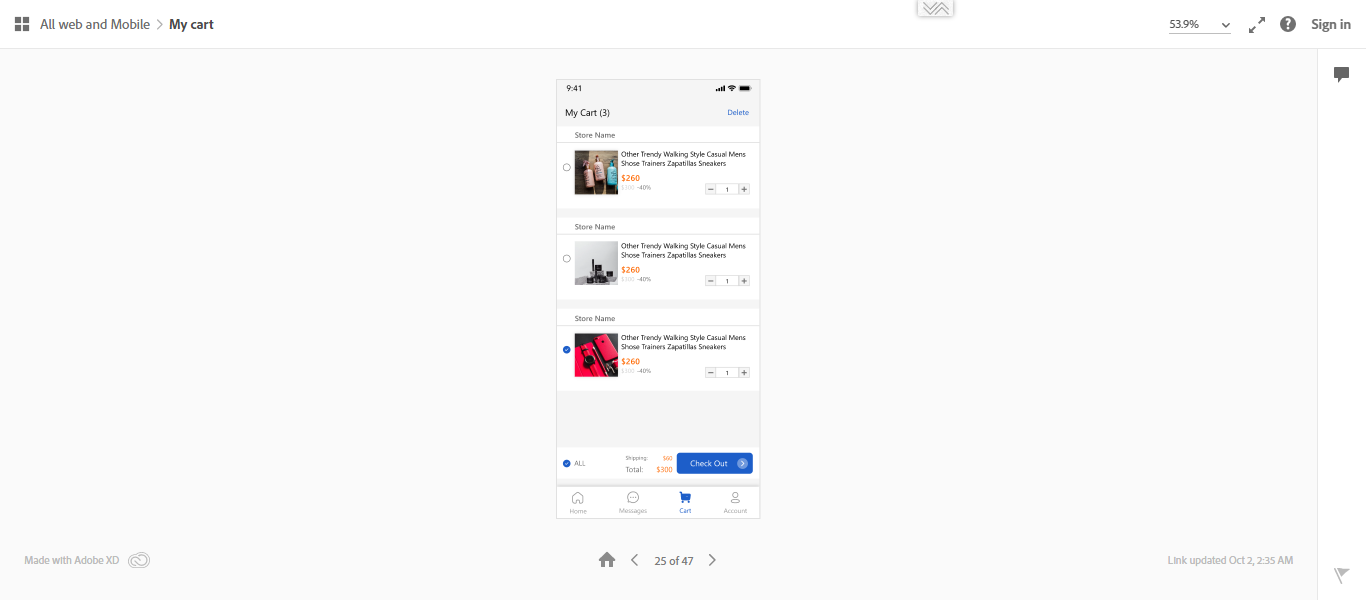 All web and Mobile > My cart
53.9%
Sign in
9:41
My Cart (3)
Delete
Store Name
Other Trendy Walking Style Casual Mens
Shose Trainers Zapatillas Sneakers
$260
$300 -40%
− 1 +
Store Name
Other Trendy Walking Style Casual Mens
Shose Trainers Zapatillas Sneakers
$260
$300 -40%
− 1 +
Store Name
Other Trendy Walking Style Casual Mens
Shose Trainers Zapatillas Sneakers
$260
$300 -40%
− 1 +
ALL
Shipping: $60
Total: $300
Check Out
Home
Messages
Cart
Account
Made with Adobe XD
25 of 47
Link updated Oct 2, 2:35 AM